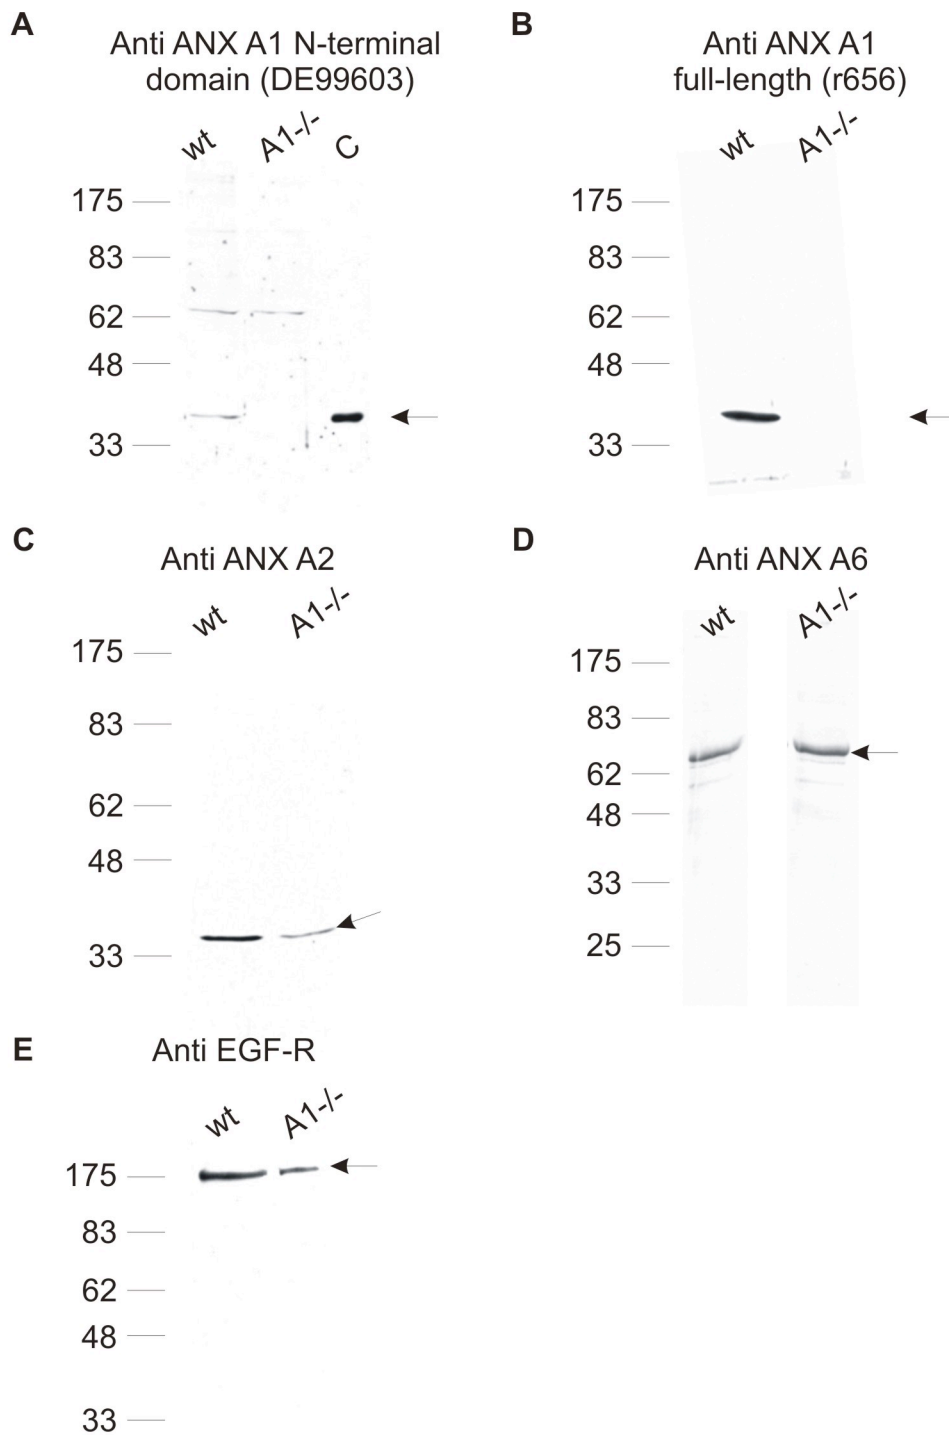 A
Anti ANX A1 N-terminal
domain (DE99603)
wt
A1-/-
C
175
83
62
48
33
B
Anti ANX A1
full-length (r656)
wt
A1-/-
175
83
62
48
33
C
Anti ANX A2
wt
A1-/-
175
83
62
48
33
D
Anti ANX A6
wt
A1-/-
175
83
62
48
33
25
E
Anti EGF-R
wt
A1-/-
175
83
62
48
33